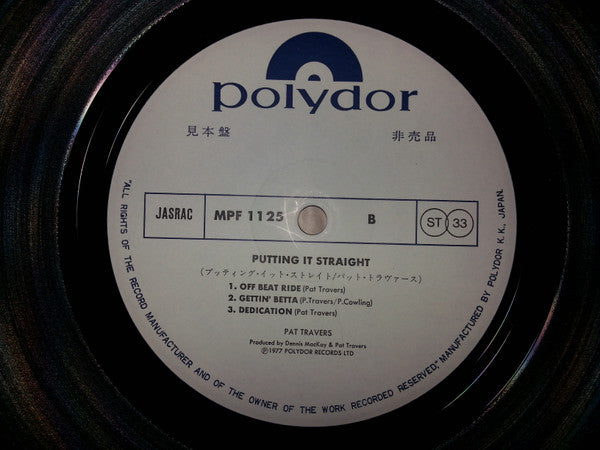 polydor
見本盤 非売品
JASRAC MPF 1125 B ST 33
PUTTING IT STRAIGHT
(プッティング・イット・ストレイト/パット・トラヴァース)
1. OFF BEAT RIDE (Pat Travers)
2. GETTIN' BETTA (P.Travers/P.Cowling)
3. DEDICATION (Pat Travers)
PAT TRAVERS
Produced by Dennis MacKay & Pat Travers
Ⓟ1977 POLYDOR RECORDS LTD
"ALL RIGHTS OF THE RECORD MANUFACTURER AND OF THE OWNER OF THE WORK RECORDED RESERVED," MANUFACTURED BY POLYDOR K. K., JAPAN.